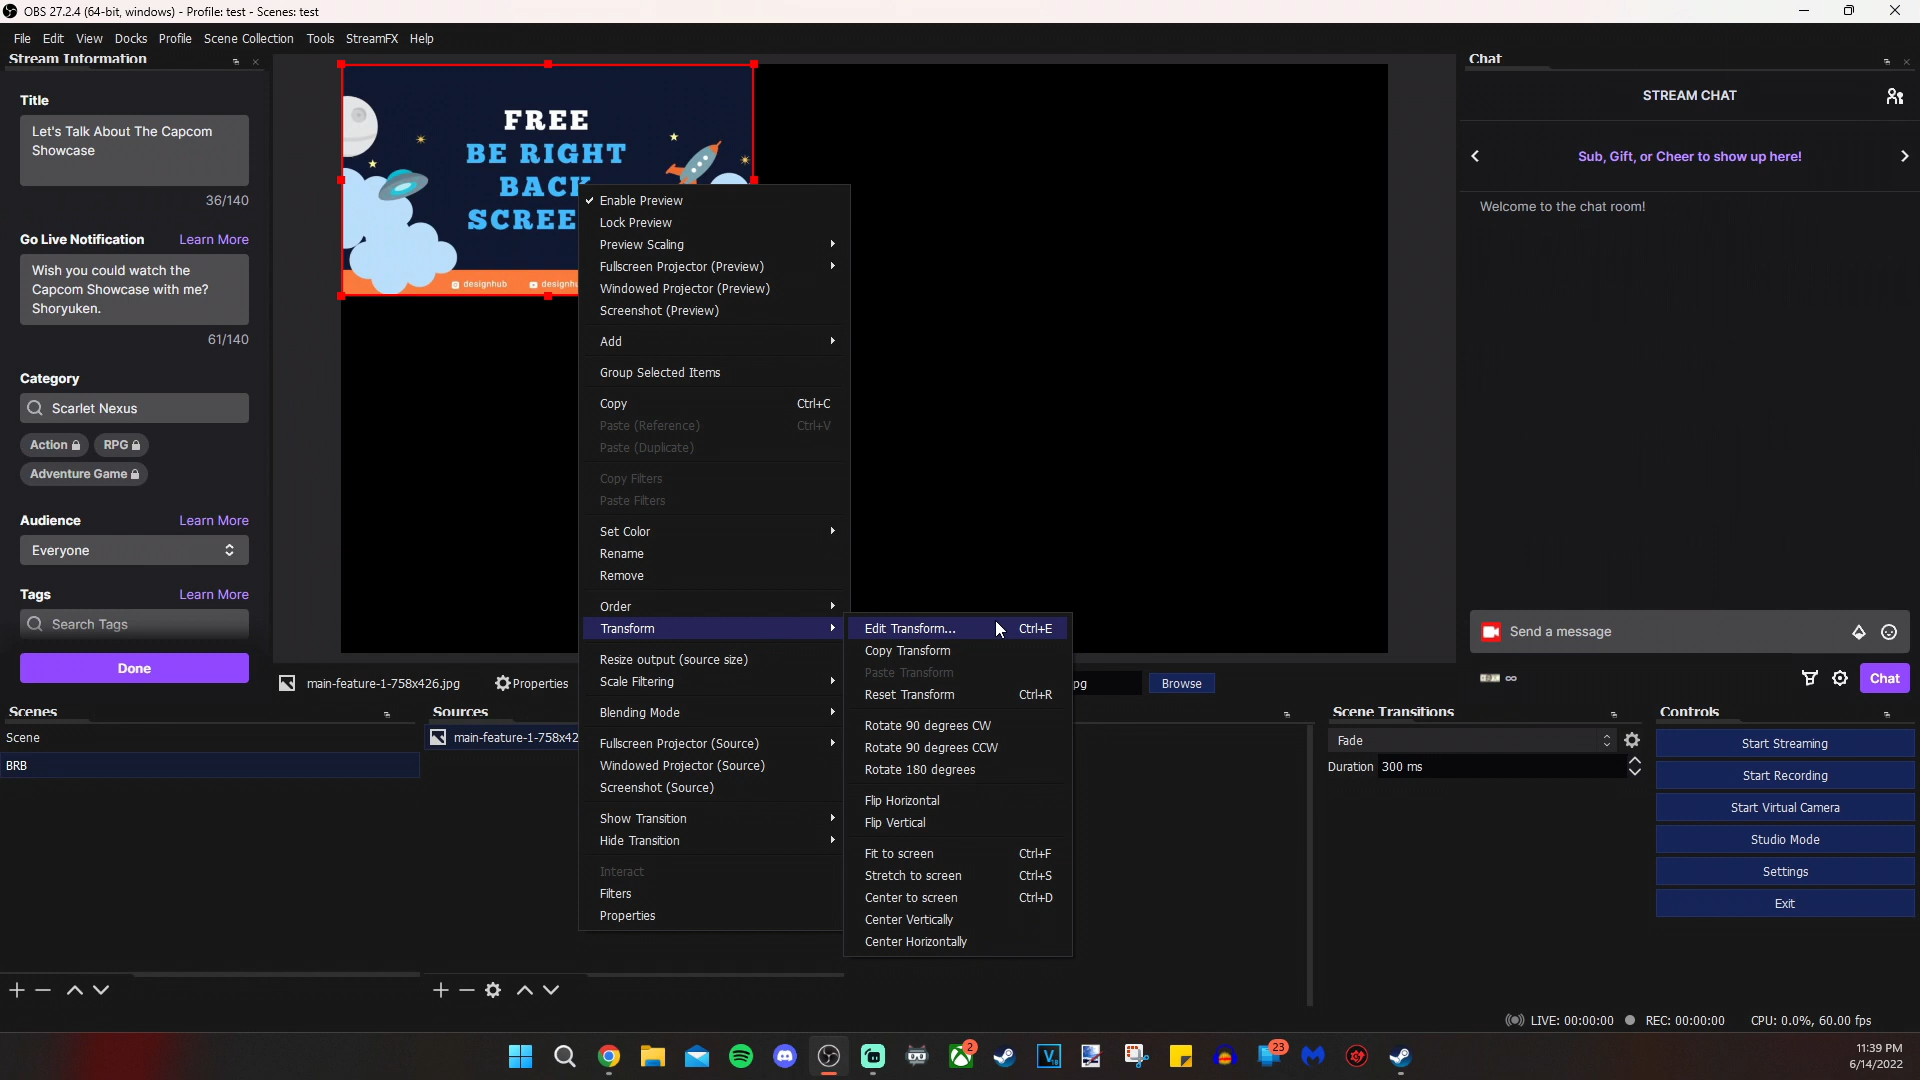 OBS 27.2.4 (64-bit, windows) - Profile: test - Scenes: test
File Edit View Docks Profile Scene Collection Tools StreamFX Help
Stream Information
Title
Let's Talk About The Capcom
Showcase
36/140
Go Live Notification Learn More
Wish you could watch the
Capcom Showcase with me?
Shoryuken.
61/140
Category
Scarlet Nexus
Action RPG
Adventure Game
Audience Learn More
Everyone
Tags Learn More
Search Tags
Done
FREE
BE RIGHT
BACK
SCREE
designhub designhu
Enable Preview
Lock Preview
Preview Scaling
Fullscreen Projector (Preview)
Windowed Projector (Preview)
Screenshot (Preview)
Add
Group Selected Items
Copy Ctrl+C
Paste (Reference) Ctrl+V
Paste (Duplicate)
Copy Filters
Paste Filters
Set Color
Rename
Remove
Order
Transform
Resize output (source size)
Scale Filtering
Blending Mode
Fullscreen Projector (Source)
Windowed Projector (Source)
Screenshot (Source)
Show Transition
Hide Transition
Interact
Filters
Properties
Edit Transform... Ctrl+E
Copy Transform
Paste Transform
Reset Transform Ctrl+R
Rotate 90 degrees CW
Rotate 90 degrees CCW
Rotate 180 degrees
Flip Horizontal
Flip Vertical
Fit to screen Ctrl+F
Stretch to screen Ctrl+S
Center to screen Ctrl+D
Center Vertically
Center Horizontally
Chat
STREAM CHAT
Sub, Gift, or Cheer to show up here!
Welcome to the chat room!
Send a message
Chat
main-feature-1-758x426.jpg Properties pg Browse
Scenes
Scene
BRB
Sources
main-feature-1-758x42
Scene Transitions
Fade
Duration 300 ms
Controls
Start Streaming
Start Recording
Start Virtual Camera
Studio Mode
Settings
Exit
LIVE: 00:00:00 REC: 00:00:00 CPU: 0.0%, 60.00 fps
2
23
11:39 PM
6/14/2022